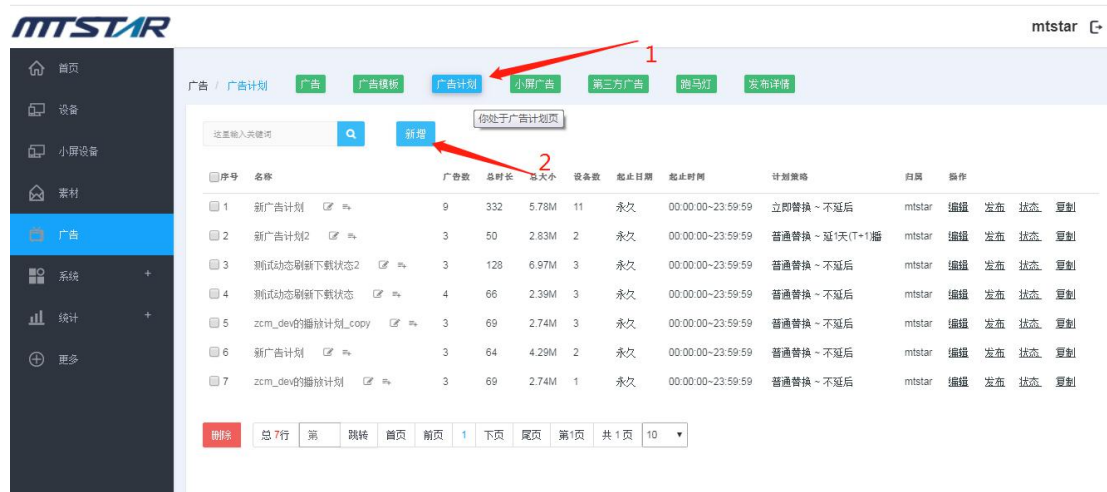 MTSTAR
mtstar
首页
设备
小屏设备
素材
广告
系统 +
统计 +
更多
1
广告 / 广告计划 广告 广告模板 广告计划 小屏广告 第三方广告 跑马灯 发布详情
你处于广告计划页
这里输入关键词 新增
2
序号 名称 广告数 总时长 总大小 设备数 起止日期 起止时间 计划策略 归属 操作
1 新广告计划 9 332 5.78M 11 永久 00:00:00~23:59:59 立即替换 ~ 不延后 mtstar 编辑 发布 状态 复制
2 新广告计划2 3 50 2.83M 2 永久 00:00:00~23:59:59 普通替换 ~ 延1天(T+1)播 mtstar 编辑 发布 状态 复制
3 测试动态刷新下载状态2 3 128 6.97M 3 永久 00:00:00~23:59:59 普通替换 ~ 不延后 mtstar 编辑 发布 状态 复制
4 测试动态刷新下载状态 4 66 2.39M 3 永久 00:00:00~23:59:59 普通替换 ~ 不延后 mtstar 编辑 发布 状态 复制
5 zcm_dev的播放计划_copy 3 69 2.74M 3 永久 00:00:00~23:59:59 普通替换 ~ 不延后 mtstar 编辑 发布 状态 复制
6 新广告计划 3 64 4.29M 2 永久 00:00:00~23:59:59 普通替换 ~ 不延后 mtstar 编辑 发布 状态 复制
7 zcm_dev的播放计划 3 69 2.74M 1 永久 00:00:00~23:59:59 普通替换 ~ 不延后 mtstar 编辑 发布 状态 复制
删除 总 7行 第 跳转 首页 前页 1 下页 尾页 第1页 共 1 页 10